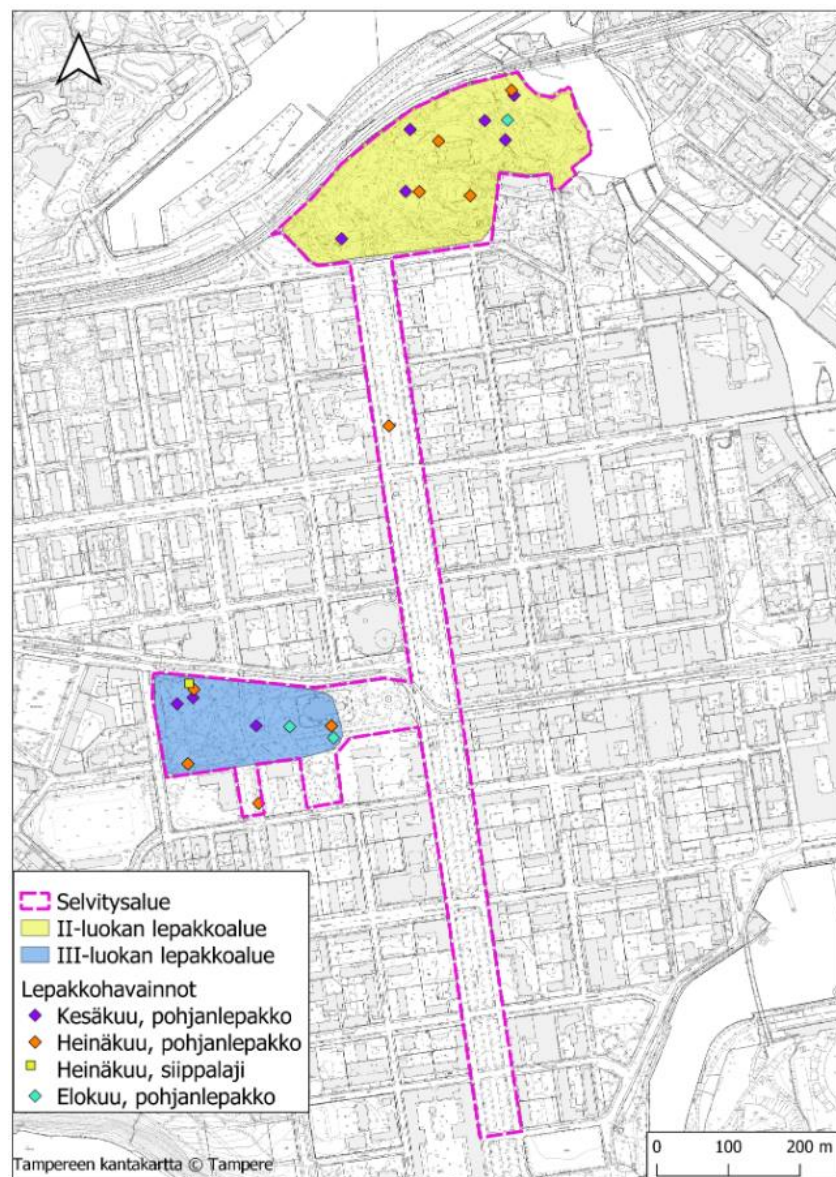 Selvitysalue
II-luokan lepakkoalue
III-luokan lepakkoalue
Lepakkohavainnot
Kesäkuu, pohjanlepakko
Heinäkuu, pohjanlepakko
Heinäkuu, siippalaji
Elokuu, pohjanlepakko
Tampereen kantakartta © Tampere
0 100 200 m